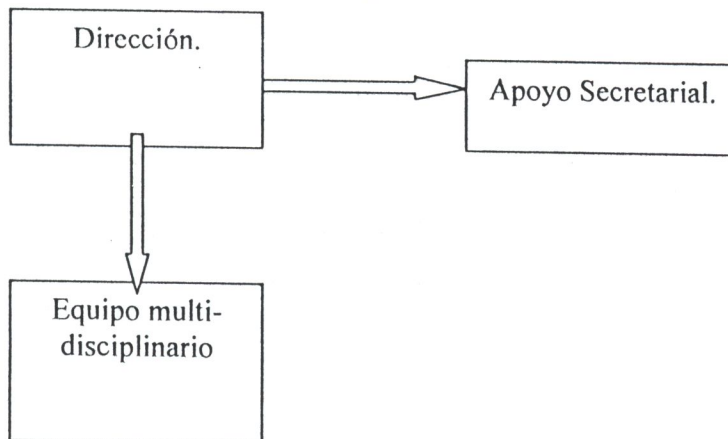 Dirección.
Apoyo Secretarial.
Equipo multi-
disciplinario